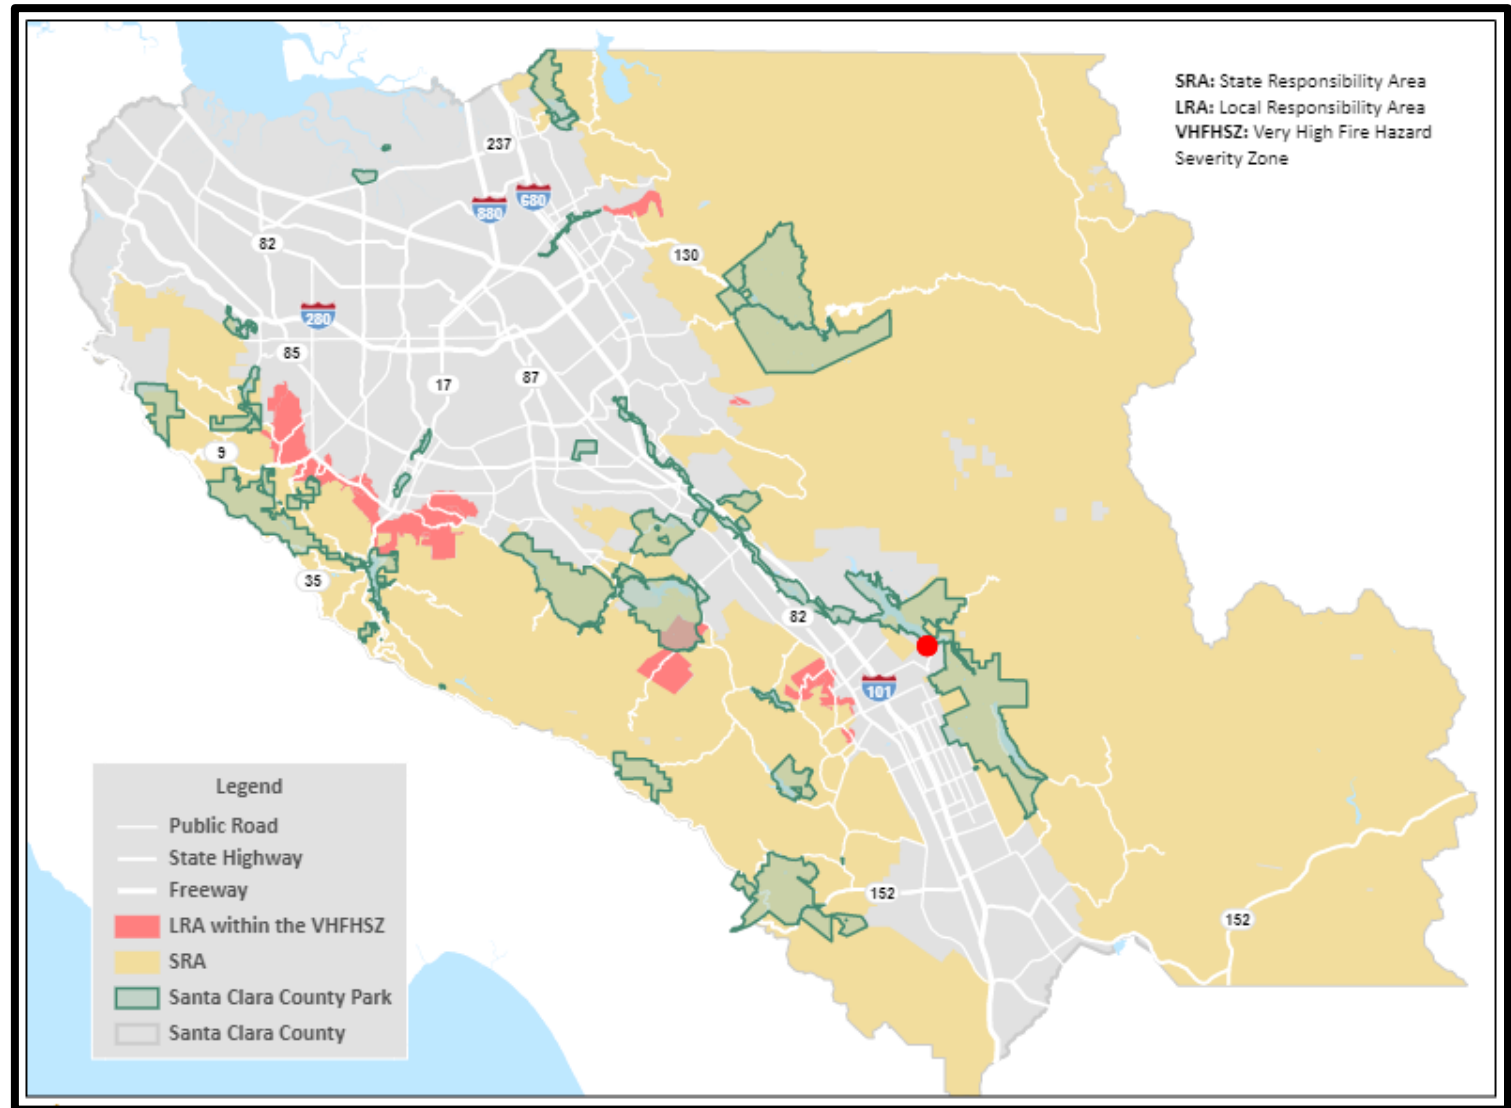 SRA: State Responsibility Area
LRA: Local Responsibility Area
VHFHSZ: Very High Fire Hazard
Severity Zone
237
680
880
82
130
280
85
17
87
9
35
82
101
152
152
Legend
Public Road
State Highway
Freeway
LRA within the VHFHSZ
SRA
Santa Clara County Park
Santa Clara County